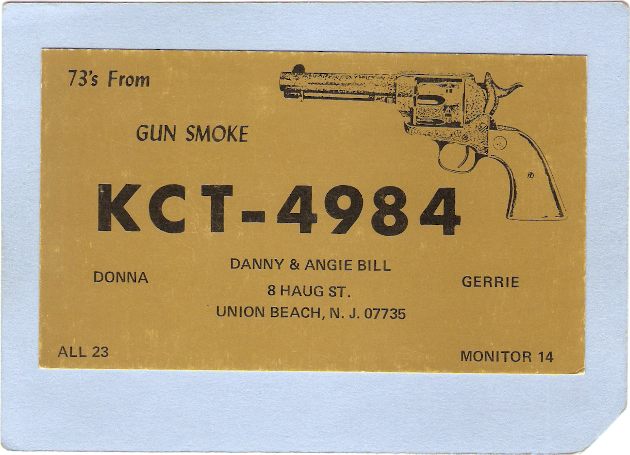 73's From
GUN SMOKE
KCT-4984
DANNY & ANGIE BILL
DONNA
GERRIE
8 HAUG ST.
UNION BEACH, N. J. 07735
ALL 23
MONITOR 14